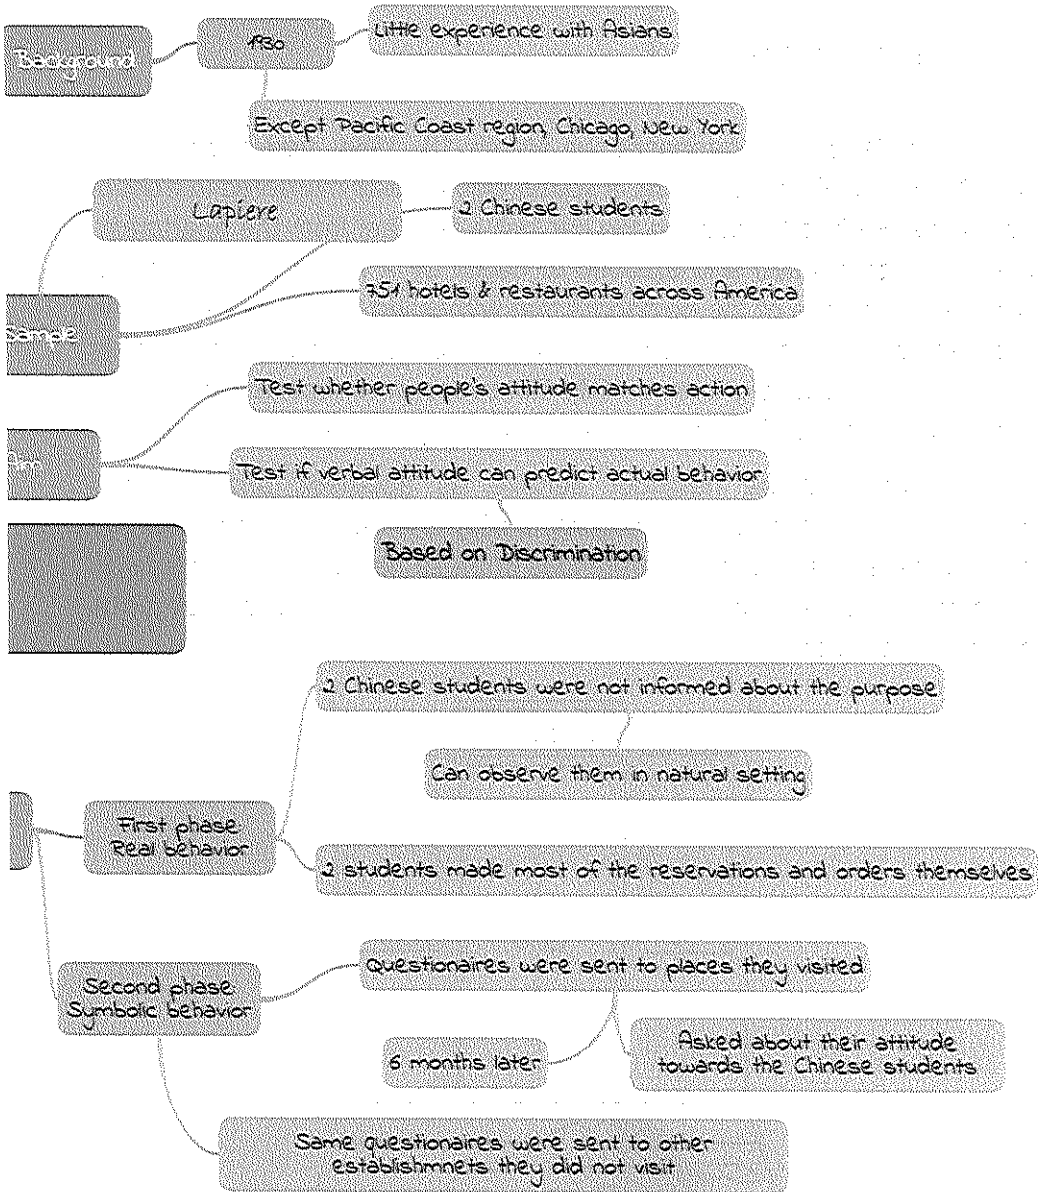 Background
1930
Little experience with Asians
Except Pacific Coast region, Chicago, New York
Lapiere
2 Chinese students
Sample
751 hotels & restaurants across America
Test whether people's attitude matches action
Aim
Test if verbal attitude can predict actual behavior
Based on Discrimination
2 Chinese students were not informed about the purpose
Can observe them in natural setting
First phase
Real behavior
2 students made most of the reservations and orders themselves
Second phase
Symbolic behavior
Questionaires were sent to places they visited
6 months later
Asked about their attitude
towards the Chinese students
Same questionaires were sent to other
establishmnets they did not visit